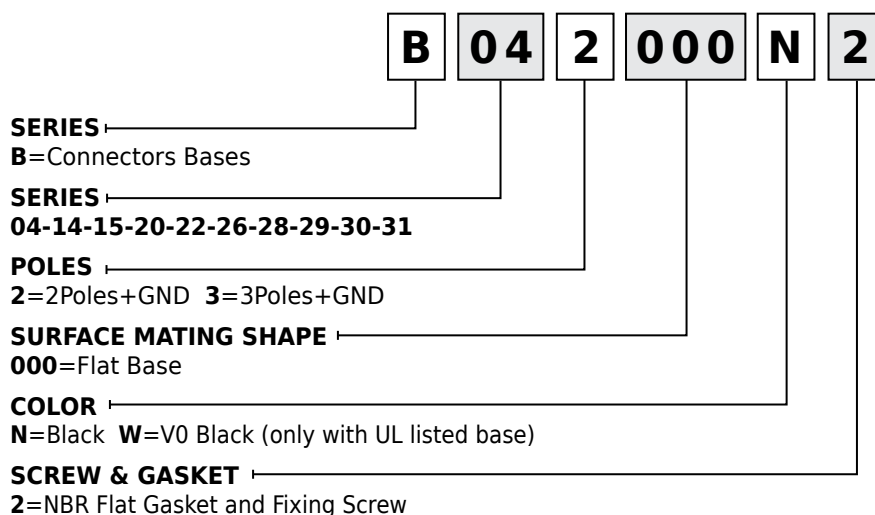 B 04 2 000 N 2
SERIES
B=Connectors Bases
SERIES
04-14-15-20-22-26-28-29-30-31
POLES
2=2Poles+GND 3=3Poles+GND
SURFACE MATING SHAPE
000=Flat Base
COLOR
N=Black W=V0 Black (only with UL listed base)
SCREW & GASKET
2=NBR Flat Gasket and Fixing Screw